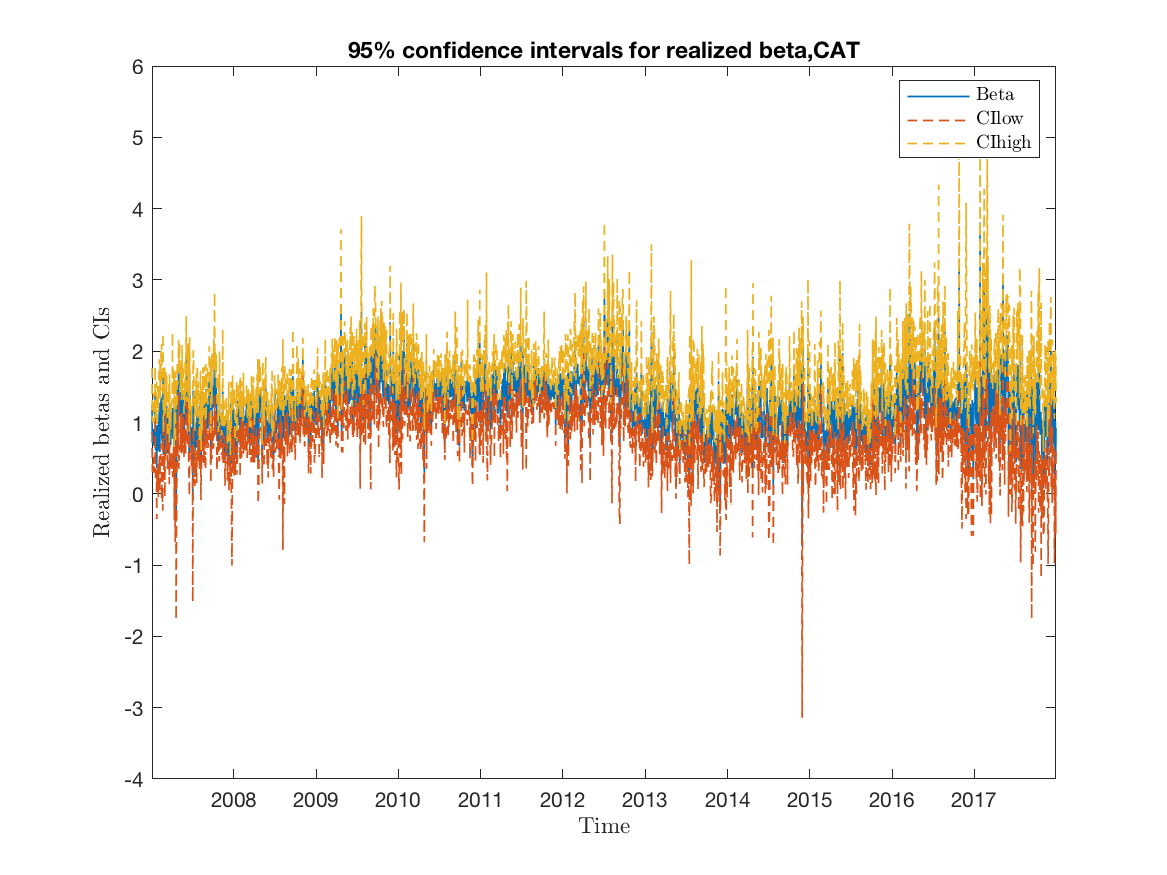 95% confidence intervals for realized beta,CAT
6
5
4
3
2
1
0
-1
-2
-3
-4
Realized betas and CIs
Beta
CIlow
CIhigh
2008 2009 2010 2011 2012 2013 2014 2015 2016 2017
Time